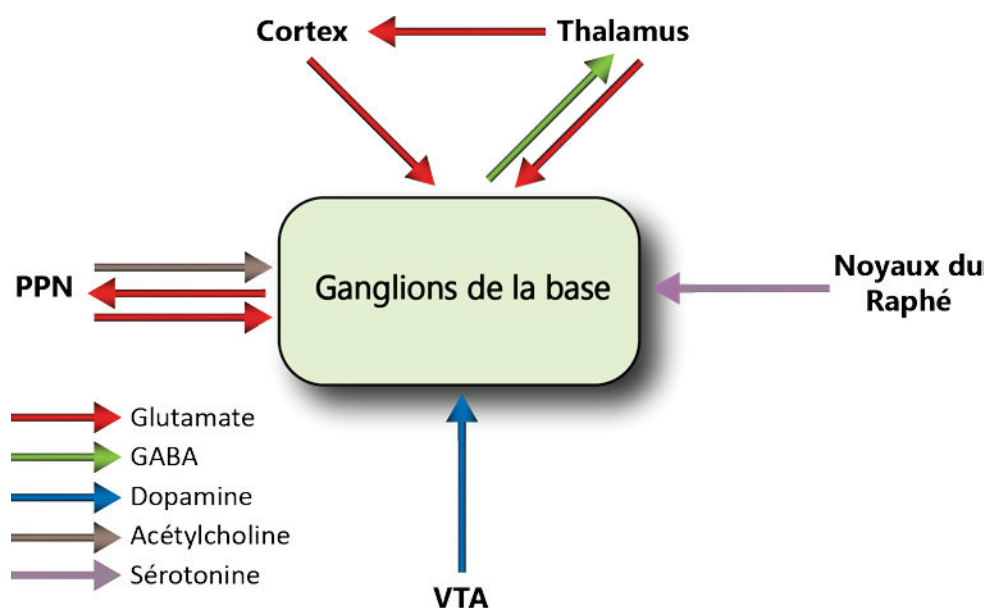 Cortex
Thalamus
PPN
Ganglions de la base
Noyaux du
Raphé
Glutamate
GABA
Dopamine
Acétylcholine
Sérotonine
VTA